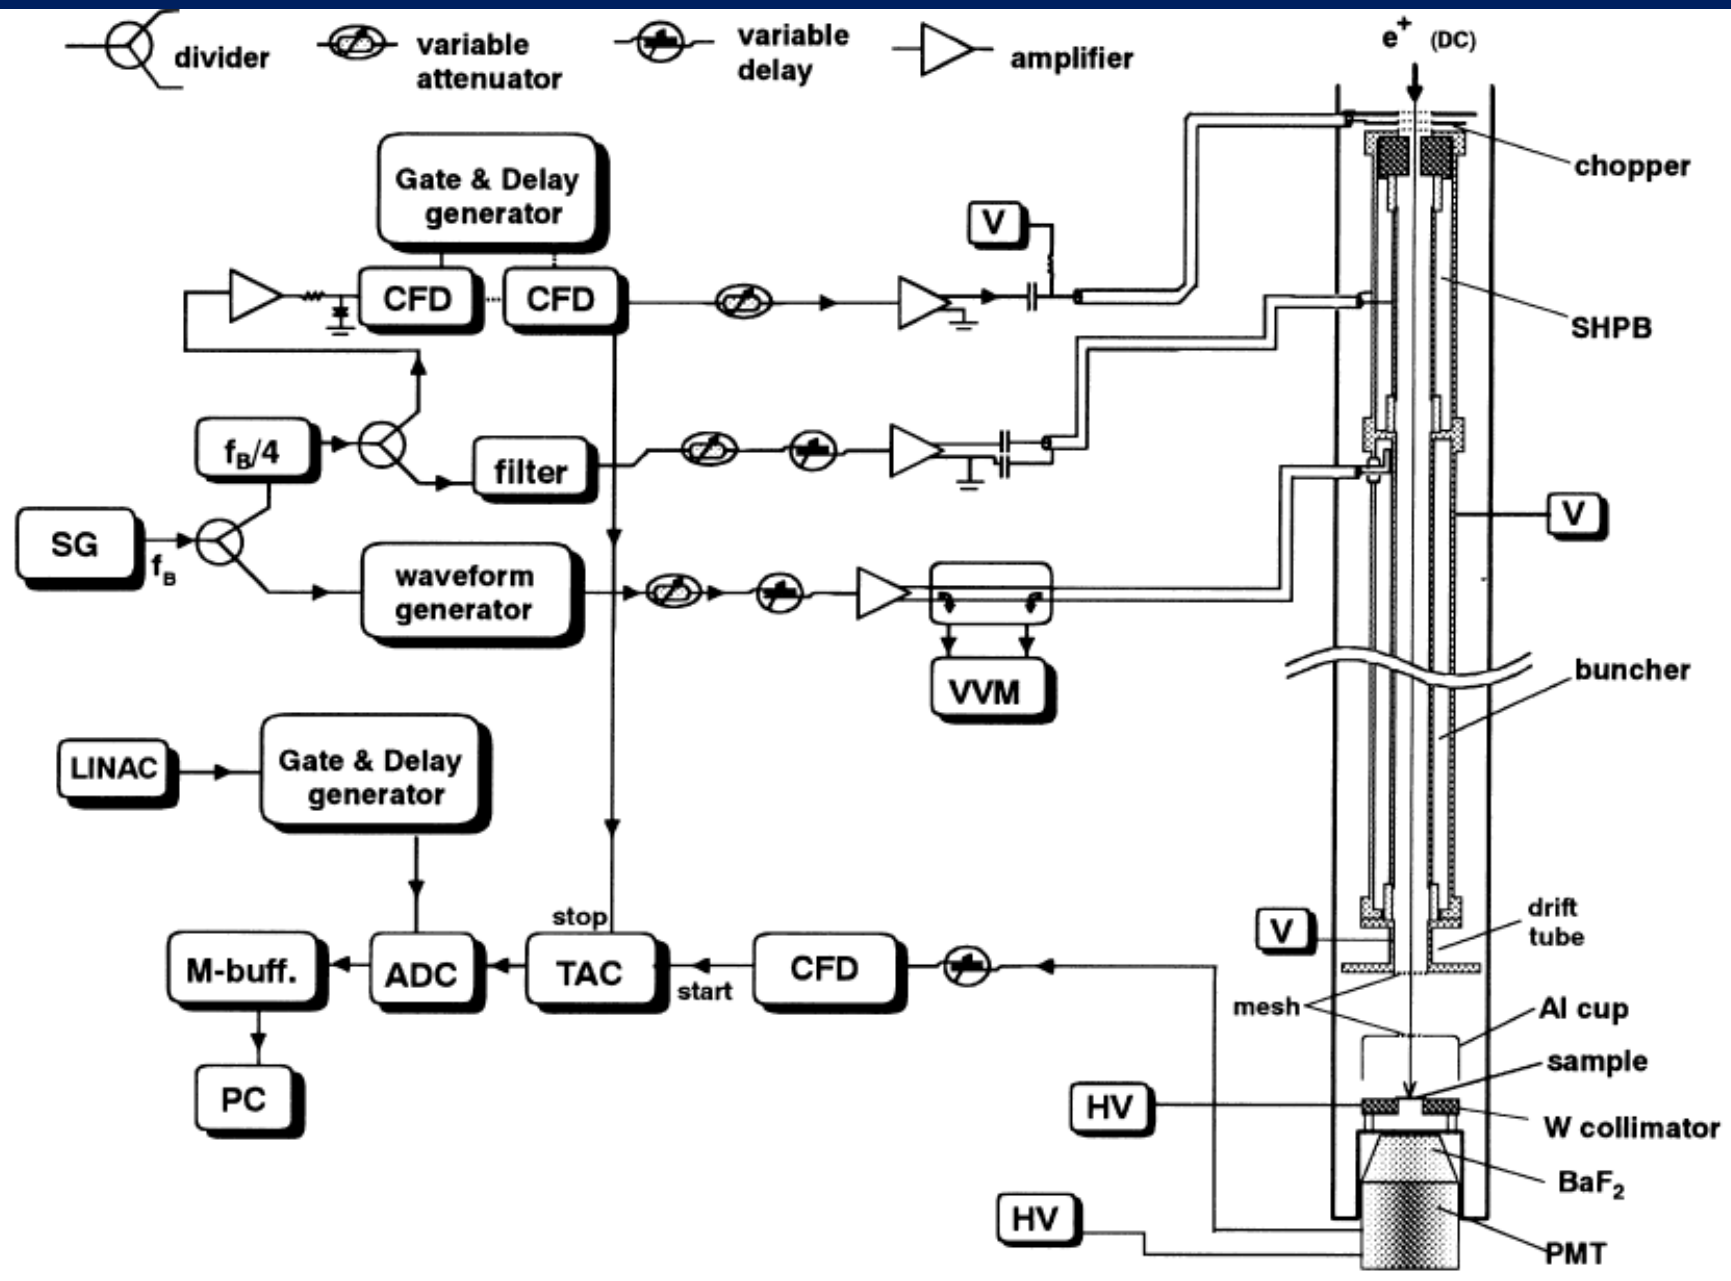 divider
variable
attenuator
variable
delay
amplifier
e+ (DC)
chopper
Gate & Delay
generator
V
CFD
CFD
SHPB
fB/4
filter
V
SG
fB
waveform
generator
VVM
buncher
LINAC
Gate & Delay
generator
stop
V
drift
tube
M-buff.
ADC
TAC
start
CFD
mesh
Al cup
sample
PC
HV
W collimator
BaF2
HV
PMT